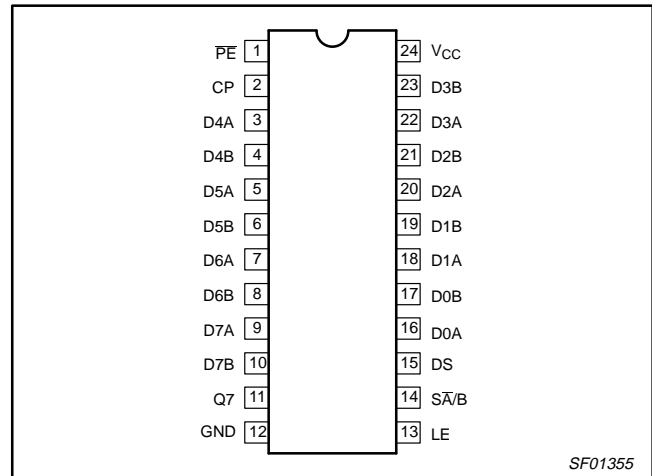 P̅E̅ 1 24 VCC
CP 2 23 D3B
D4A 3 22 D3A
D4B 4 21 D2B
D5A 5 20 D2A
D5B 6 19 D1B
D6A 7 18 D1A
D6B 8 17 D0B
D7A 9 16 D0A
D7B 10 15 DS
Q7 11 14 SA̅/B
GND 12 13 LE
SF01355